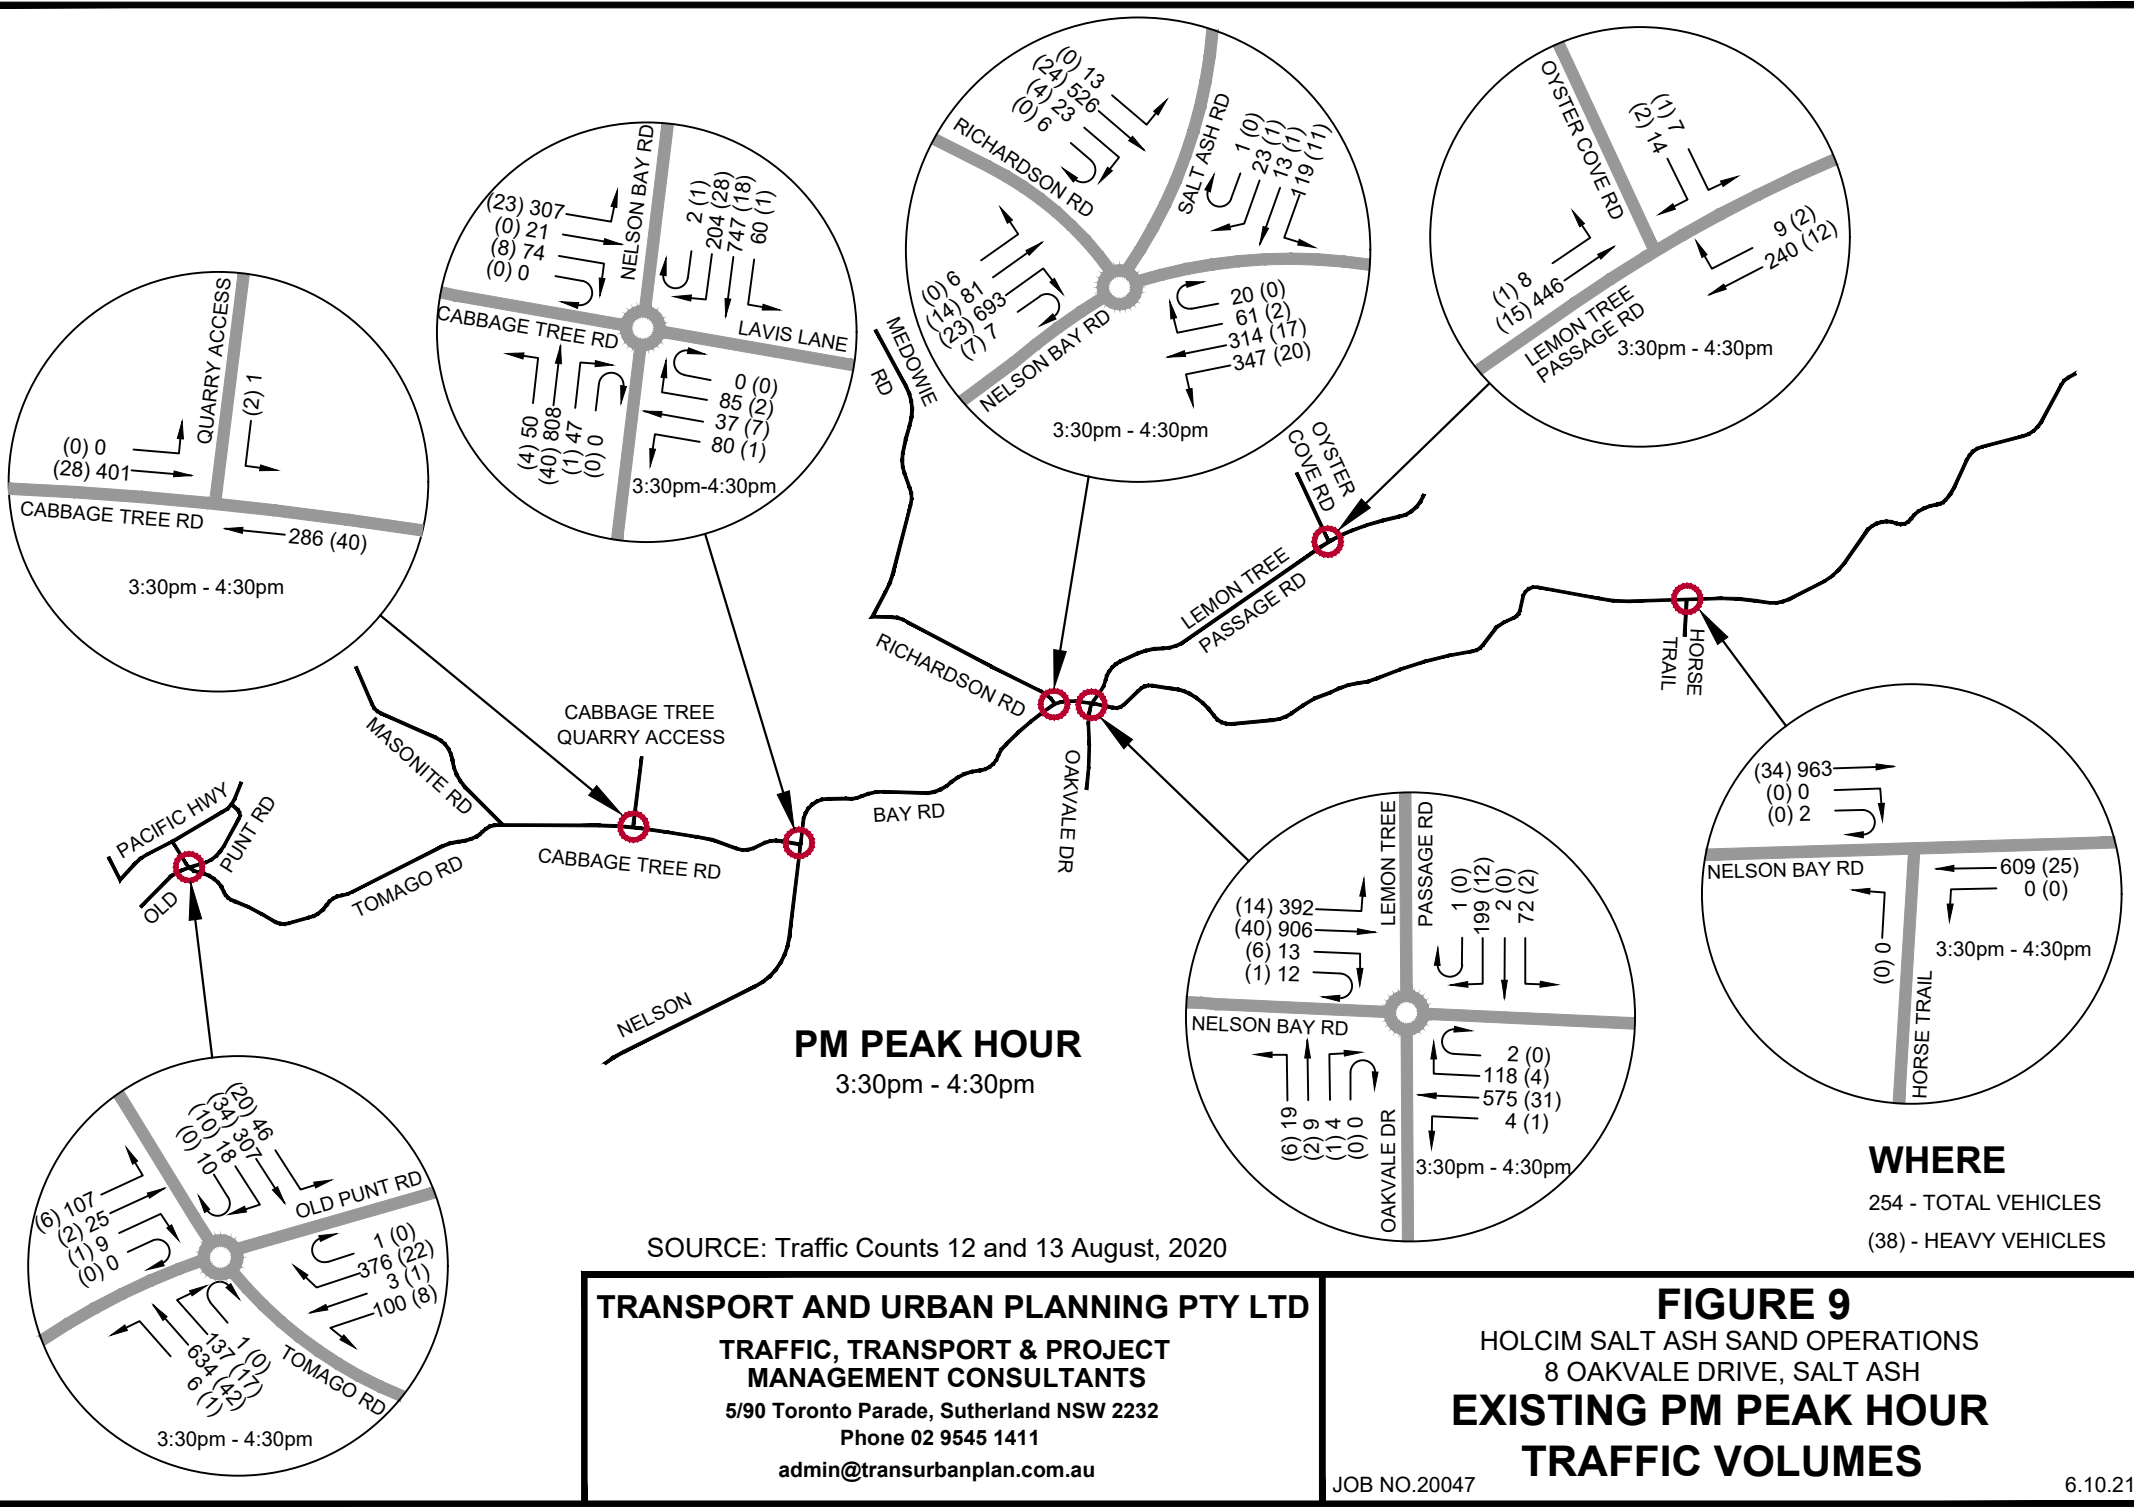 (0) 0
(28) 401
QUARRY ACCESS
(2) 1
CABBAGE TREE RD
286 (40)
3:30pm - 4:30pm
(23) 307
(0) 21
(8) 74
(0) 0
NELSON BAY RD
2 (1)
204 (28)
747 (18)
60 (1)
CABBAGE TREE RD
LAVIS LANE
(4) 50
(40) 808
(1) 47
(0) 0
0 (0)
85 (2)
37 (7)
80 (1)
3:30pm-4:30pm
(0) 13
(24) 526
(4) 23
(0) 6
RICHARDSON RD
SALT ASH RD
1 (0)
23 (1)
13 (1)
119 (11)
(0) 6
(14) 81
(23) 693
(7) 7
NELSON BAY RD
20 (0)
61 (2)
314 (17)
347 (20)
3:30pm - 4:30pm
OYSTER COVE RD
(1) 7
(2) 14
(1) 8
(15) 446
9 (2)
240 (12)
LEMON TREE
PASSAGE RD
3:30pm - 4:30pm
MEDOWIE
RD
OYSTER
COVE RD
LEMON TREE
PASSAGE RD
RICHARDSON RD
HORSE
TRAIL
CABBAGE TREE
QUARRY ACCESS
MASONITE RD
PACIFIC HWY
PUNT RD
OLD
TOMAGO RD
CABBAGE TREE RD
BAY RD
OAKVALE DR
NELSON
PM PEAK HOUR
3:30pm - 4:30pm
(34) 963
(0) 0
(0) 2
NELSON BAY RD
609 (25)
0 (0)
(0) 0
HORSE TRAIL
3:30pm - 4:30pm
(14) 392
(40) 906
(6) 13
(1) 12
LEMON TREE
PASSAGE RD
1 (0)
199 (12)
2 (0)
72 (2)
NELSON BAY RD
(6) 19
(2) 9
(1) 4
(0) 0
OAKVALE DR
2 (0)
118 (4)
575 (31)
4 (1)
3:30pm - 4:30pm
(20) 46
(34) 307
(10) 18
(0) 10
(6) 107
(2) 25
(1) 9
(0) 0
OLD PUNT RD
1 (0)
376 (22)
3 (1)
100 (8)
1 (0)
137 (17)
634 (42)
6 (1)
TOMAGO RD
3:30pm - 4:30pm
WHERE
254 - TOTAL VEHICLES
(38) - HEAVY VEHICLES
SOURCE: Traffic Counts 12 and 13 August, 2020
TRANSPORT AND URBAN PLANNING PTY LTD
TRAFFIC, TRANSPORT & PROJECT
MANAGEMENT CONSULTANTS
5/90 Toronto Parade, Sutherland NSW 2232
Phone 02 9545 1411
admin@transurbanplan.com.au
FIGURE 9
HOLCIM SALT ASH SAND OPERATIONS
8 OAKVALE DRIVE, SALT ASH
EXISTING PM PEAK HOUR
TRAFFIC VOLUMES
JOB NO.20047
6.10.21